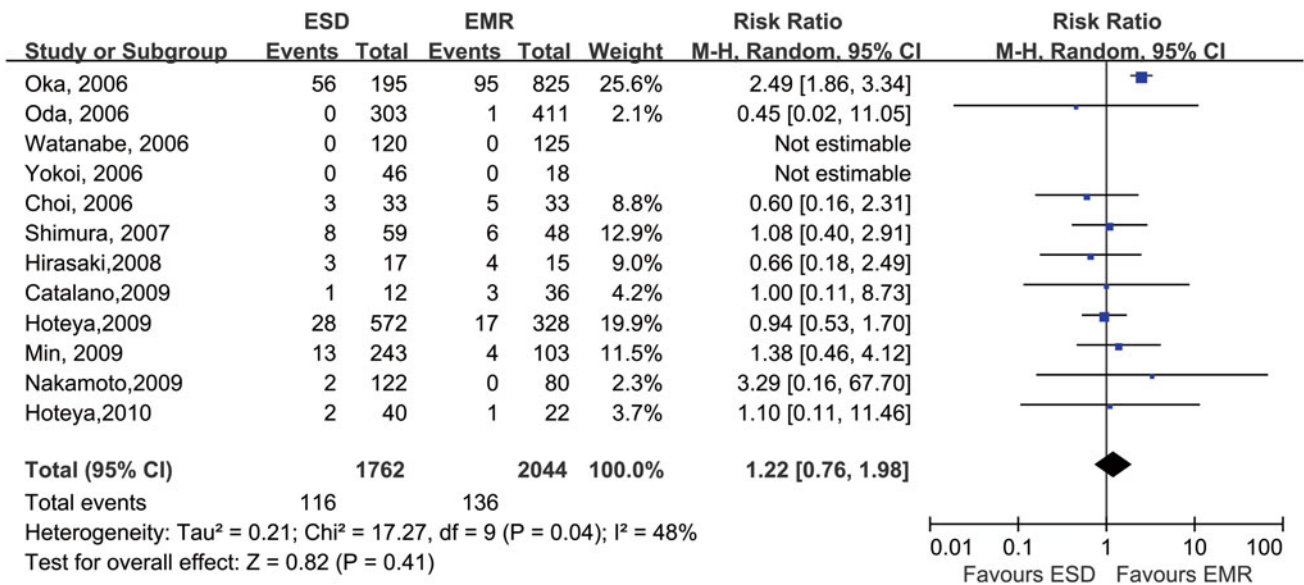 ESD EMR Risk Ratio Risk Ratio
Study or Subgroup Events Total Events Total Weight M-H, Random, 95% CI M-H, Random, 95% CI
Oka, 2006 56 195 95 825 25.6% 2.49 [1.86, 3.34]
Oda, 2006 0 303 1 411 2.1% 0.45 [0.02, 11.05]
Watanabe, 2006 0 120 0 125 Not estimable
Yokoi, 2006 0 46 0 18 Not estimable
Choi, 2006 3 33 5 33 8.8% 0.60 [0.16, 2.31]
Shimura, 2007 8 59 6 48 12.9% 1.08 [0.40, 2.91]
Hirasaki,2008 3 17 4 15 9.0% 0.66 [0.18, 2.49]
Catalano,2009 1 12 3 36 4.2% 1.00 [0.11, 8.73]
Hoteya,2009 28 572 17 328 19.9% 0.94 [0.53, 1.70]
Min, 2009 13 243 4 103 11.5% 1.38 [0.46, 4.12]
Nakamoto,2009 2 122 0 80 2.3% 3.29 [0.16, 67.70]
Hoteya,2010 2 40 1 22 3.7% 1.10 [0.11, 11.46]
Total (95% CI) 1762 2044 100.0% 1.22 [0.76, 1.98]
Total events 116 136
Heterogeneity: Tau² = 0.21; Chi² = 17.27, df = 9 (P = 0.04); I² = 48%
Test for overall effect: Z = 0.82 (P = 0.41)
0.01 0.1 1 10 100
Favours ESD Favours EMR